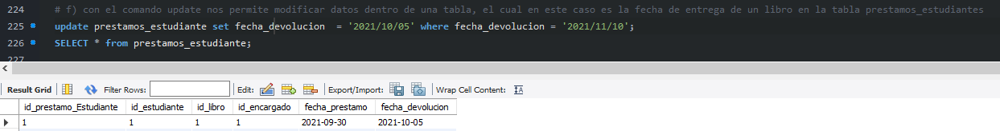 224 # f) con el comando update nos permite modificar datos dentro de una tabla, el cual en este caso es la fecha de entrega de un libro en la tabla prestamos_estudiantes
225 update prestamos_estudiante set fecha_devolucion = '2021/10/05' where fecha_devolucion = '2021/11/10';
226 SELECT * from prestamos_estudiante;
227
Result Grid Filter Rows: Edit: Export/Import: Wrap Cell Content:
id_prestamo_Estudiante id_estudiante id_libro id_encargado fecha_prestamo fecha_devolucion
1 1 1 1 2021-09-30 2021-10-05